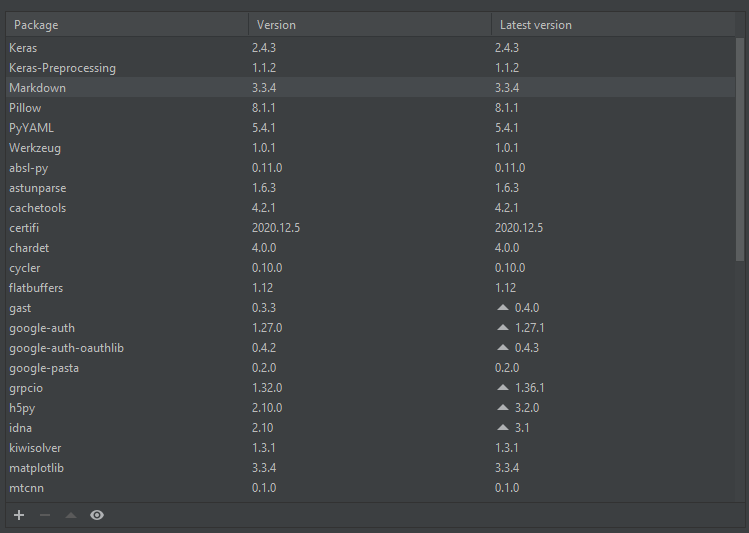 Package Version Latest version
Keras 2.4.3 2.4.3
Keras-Preprocessing 1.1.2 1.1.2
Markdown 3.3.4 3.3.4
Pillow 8.1.1 8.1.1
PyYAML 5.4.1 5.4.1
Werkzeug 1.0.1 1.0.1
absl-py 0.11.0 0.11.0
astunparse 1.6.3 1.6.3
cachetools 4.2.1 4.2.1
certifi 2020.12.5 2020.12.5
chardet 4.0.0 4.0.0
cycler 0.10.0 0.10.0
flatbuffers 1.12 1.12
gast 0.3.3 0.4.0
google-auth 1.27.0 1.27.1
google-auth-oauthlib 0.4.2 0.4.3
google-pasta 0.2.0 0.2.0
grpcio 1.32.0 1.36.1
h5py 2.10.0 3.2.0
idna 2.10 3.1
kiwisolver 1.3.1 1.3.1
matplotlib 3.3.4 3.3.4
mtcnn 0.1.0 0.1.0